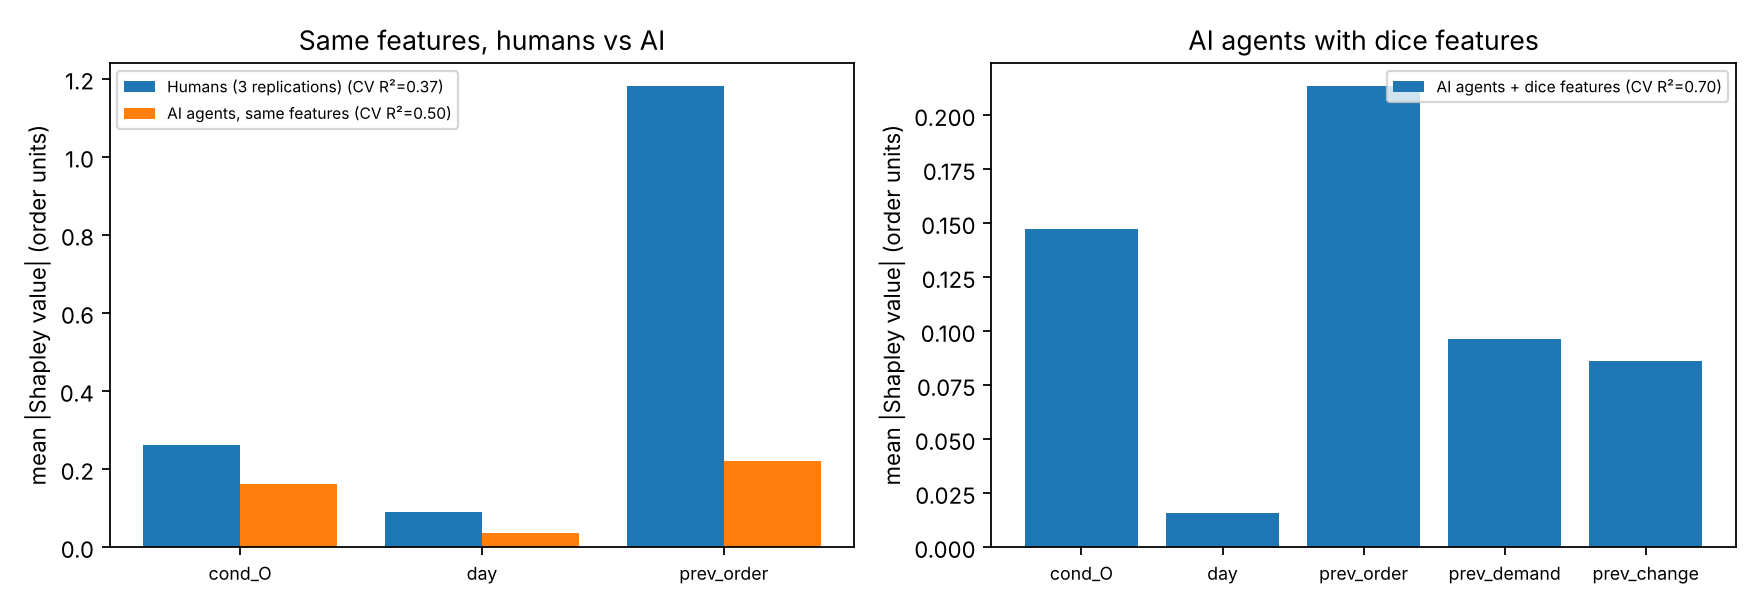 Same features, humans vs AI
Humans (3 replications) (CV R²=0.37)
AI agents, same features (CV R²=0.50)
mean |Shapley value| (order units)
1.2
1.0
0.8
0.6
0.4
0.2
0.0
cond_O day prev_order
AI agents with dice features
AI agents + dice features (CV R²=0.70)
mean |Shapley value| (order units)
0.200
0.175
0.150
0.125
0.100
0.075
0.050
0.025
0.000
cond_O day prev_order prev_demand prev_change